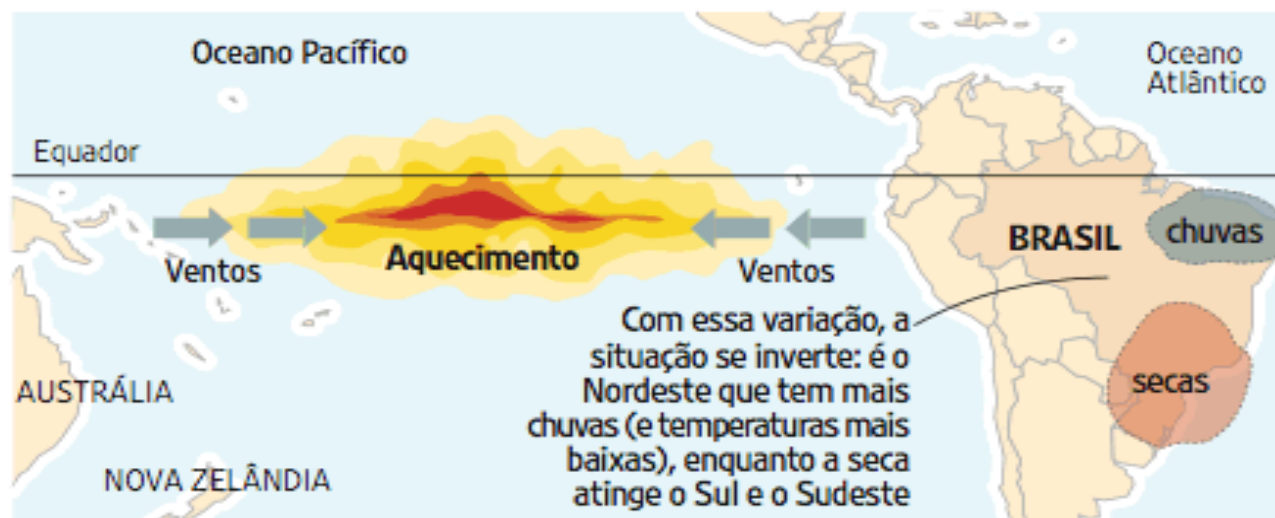 Oceano Pacífico
Oceano
Atlântico
Equador
BRASIL
chuvas
Ventos
Aquecimento
Ventos
Com essa variação, a
situação se inverte: é o
Nordeste que tem mais
chuvas (e temperaturas mais
baixas), enquanto a seca
atinge o Sul e o Sudeste
secas
AUSTRÁLIA
NOVA ZELÂNDIA